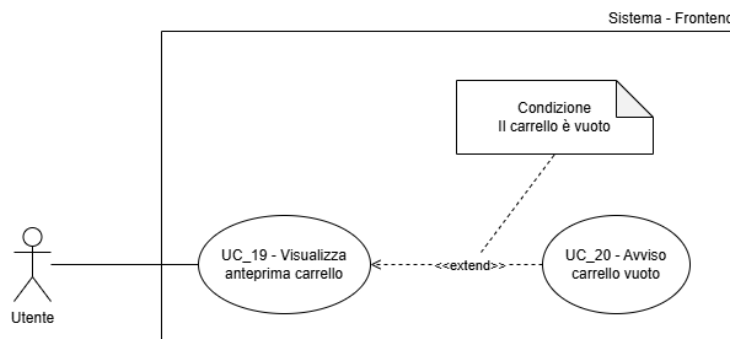 Sistema - Frontend
Condizione
Il carrello è vuoto
UC_19 - Visualizza
anteprima carrello
<<extend>>
UC_20 - Avviso
carrello vuoto
Utente